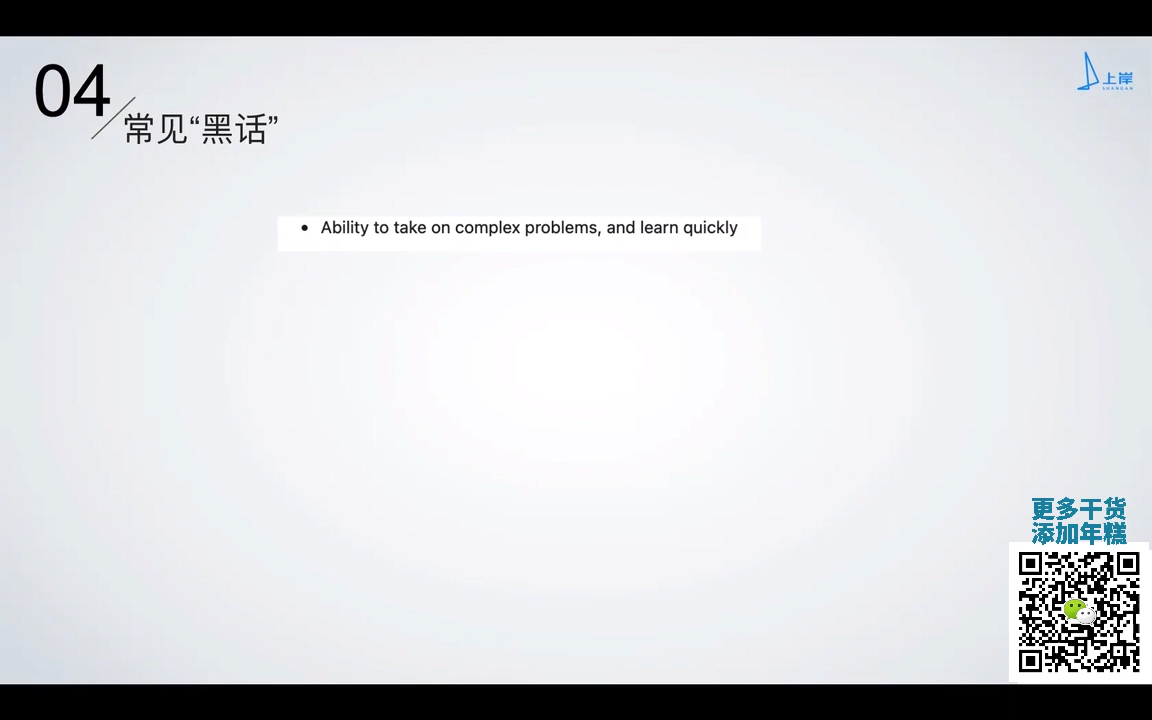 04
常见“黑话”
上岸
SHANGAN
• Ability to take on complex problems, and learn quickly
更多干货
添加年糕